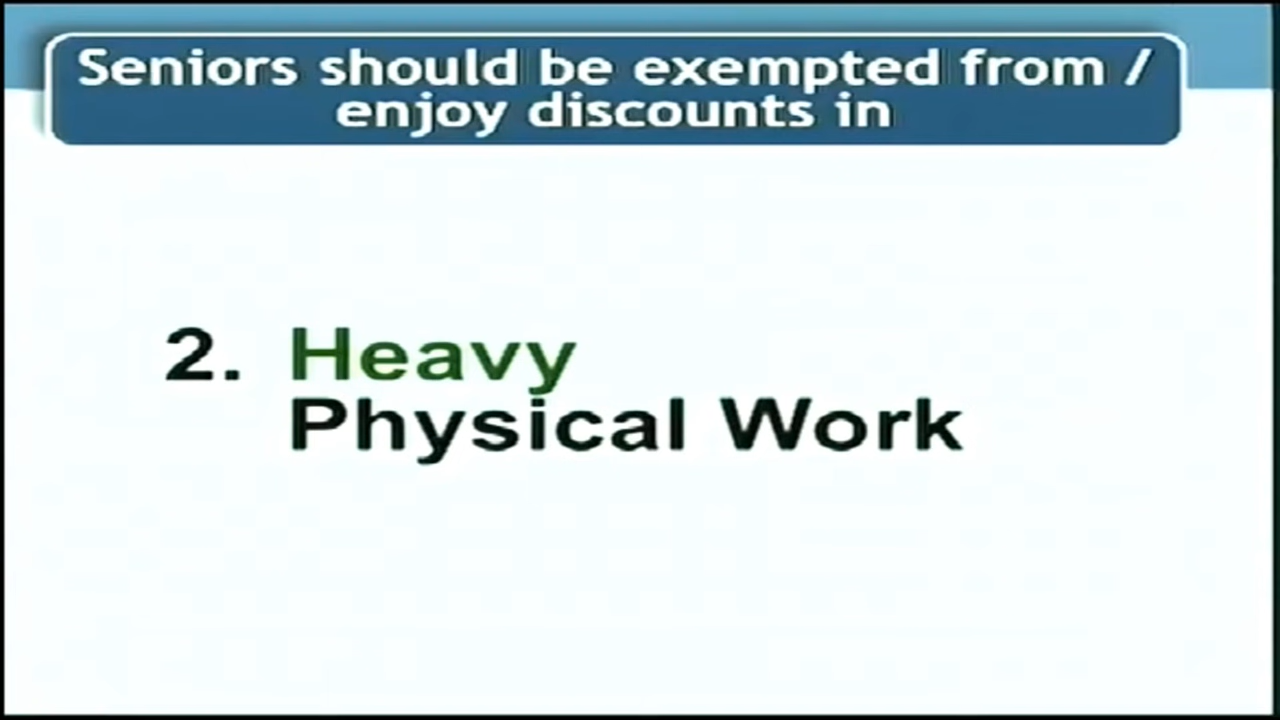 Seniors should be exempted from /
enjoy discounts in
2. Heavy
Physical Work